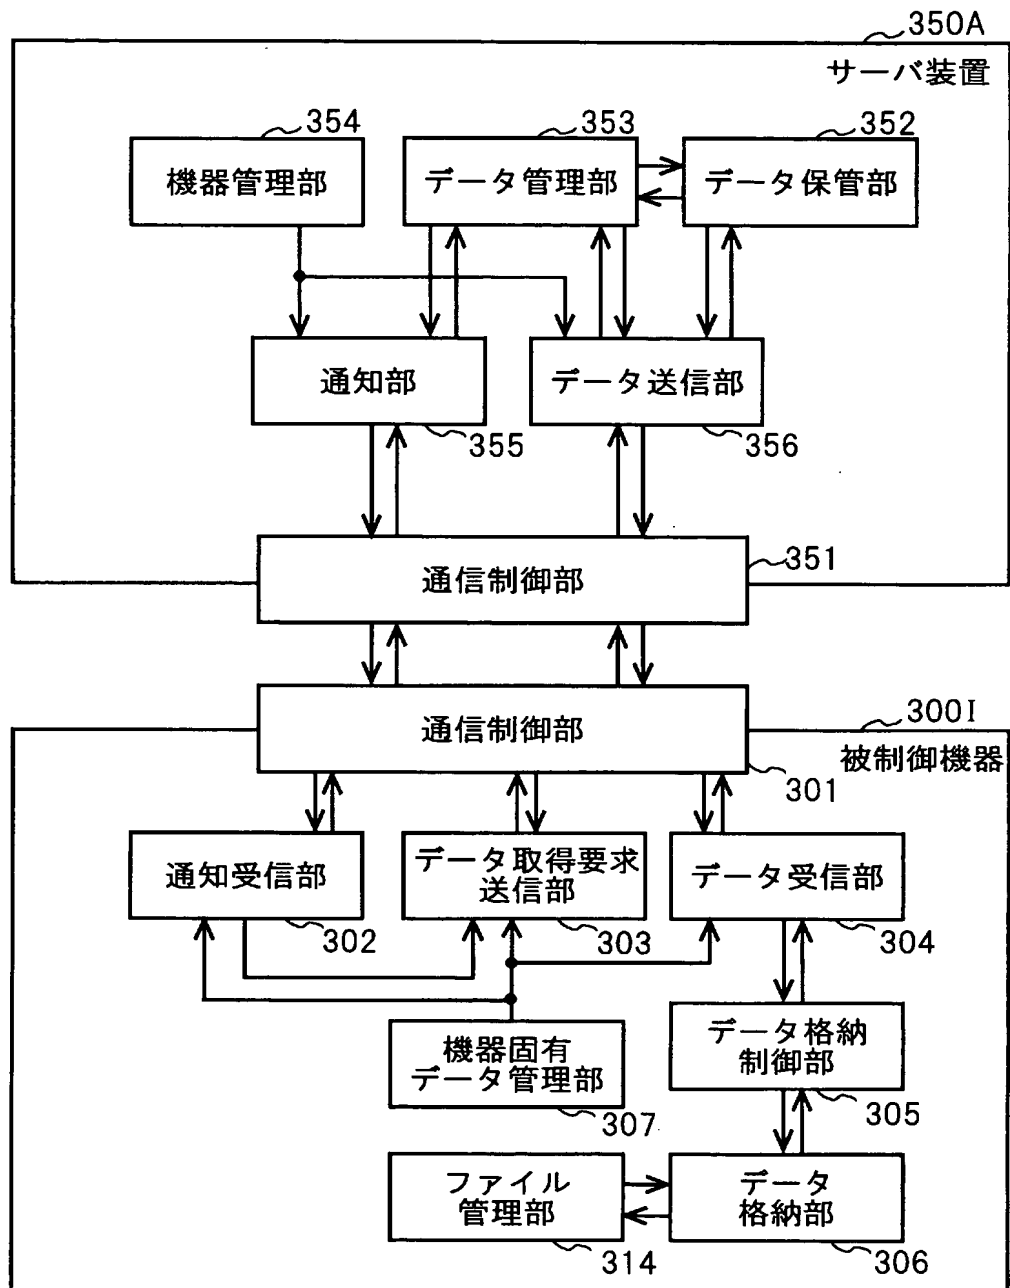 350A
サーバ装置
354
353
352
機器管理部
データ管理部
データ保管部
通知部
データ送信部
355
356
351
通信制御部
300I
通信制御部
被制御機器
301
通知受信部
データ取得要求
送信部
データ受信部
302
303
304
機器固有
データ管理部
データ格納
制御部
307
305
ファイル
管理部
データ
格納部
314
306